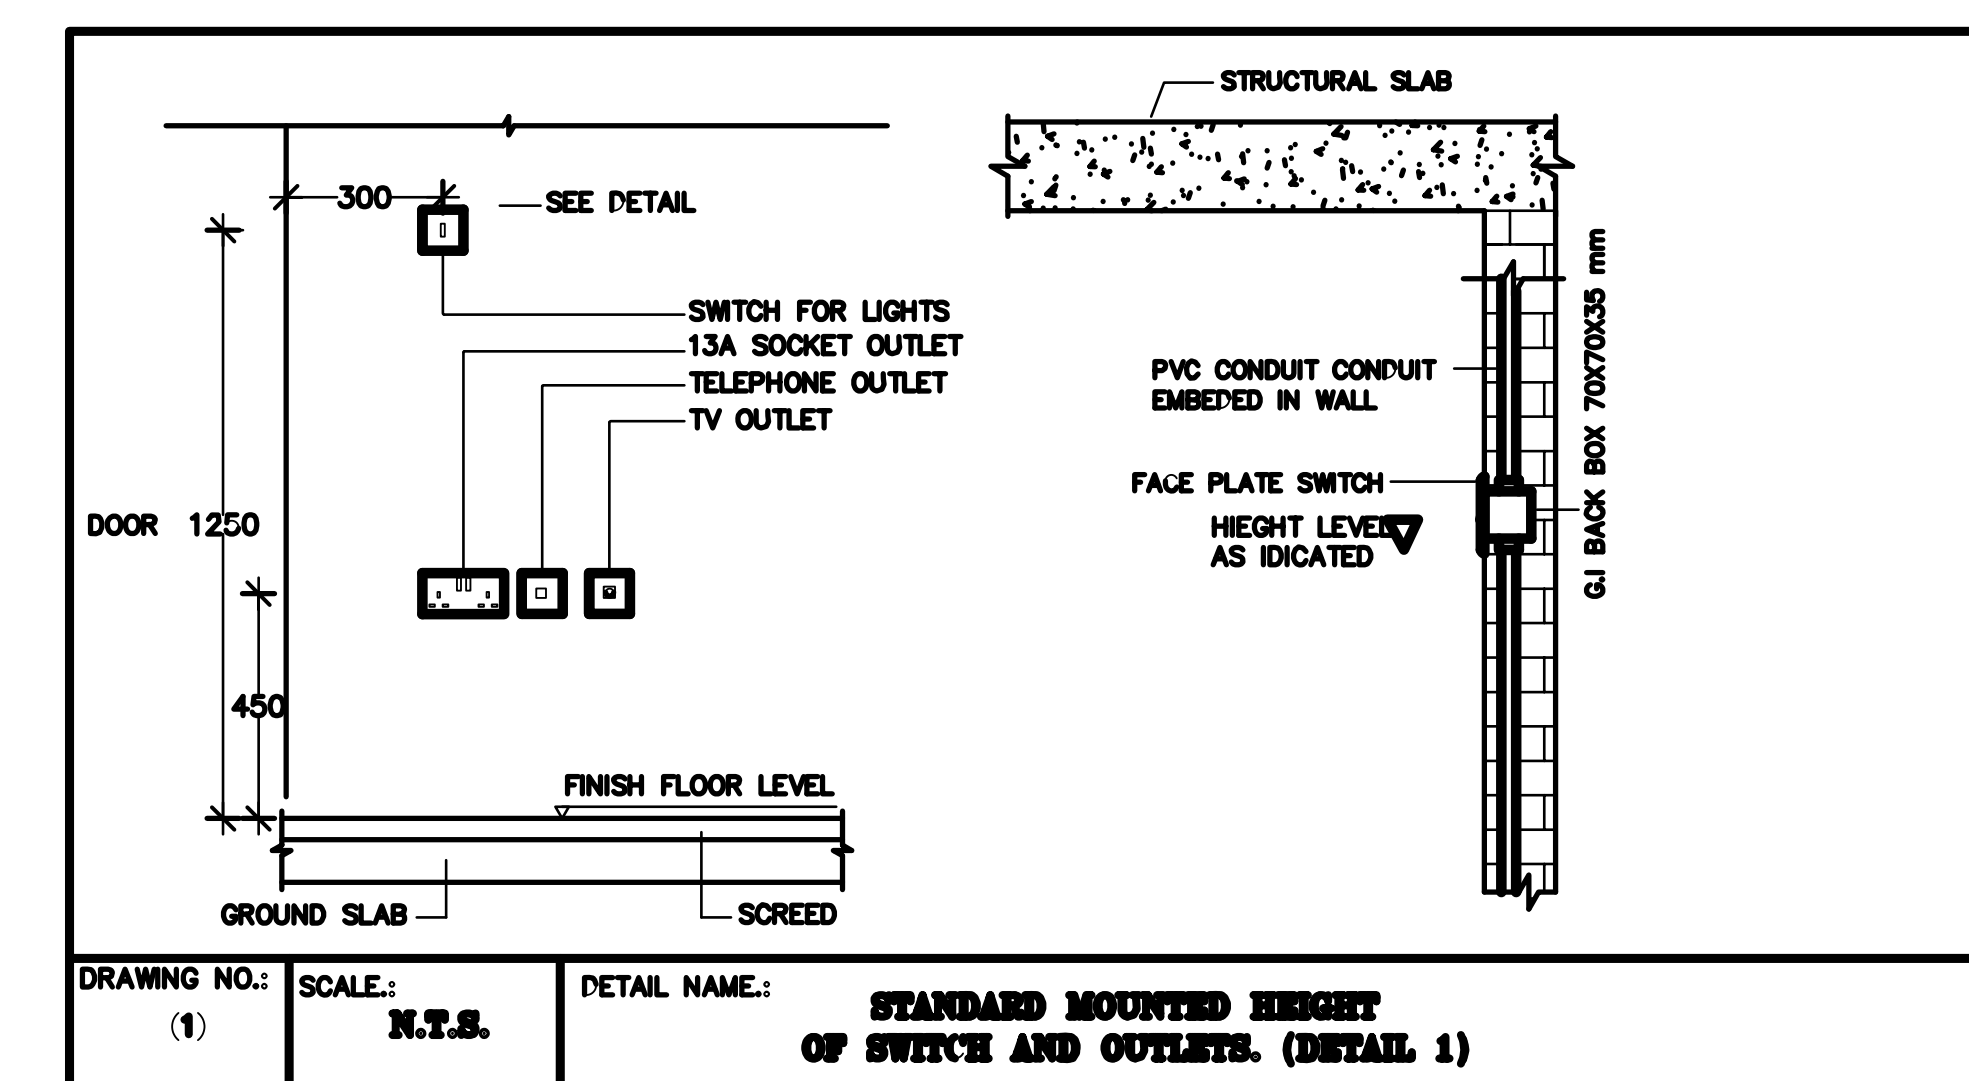 STRUCTURAL SLAB
300
SEE DETAIL
SWITCH FOR LIGHTS
13A SOCKET OUTLET
TELEPHONE OUTLET
TV OUTLET
DOOR
1250
450
FINISH FLOOR LEVEL
GROUND SLAB
SCREED
PVC CONDUIT CONDUIT
EMBEDED IN WALL
FACE PLATE SWITCH
HIEGHT LEVEL
AS IDICATED
G.I BACK BOX 70X70X35 mm
DRAWING NO.:
(1)
SCALE.:
N.T.S.
DETAIL NAME.:
STANDARD MOUNTED HEIGHT
OF SWITCH AND OUTLETS. (DETAIL 1)